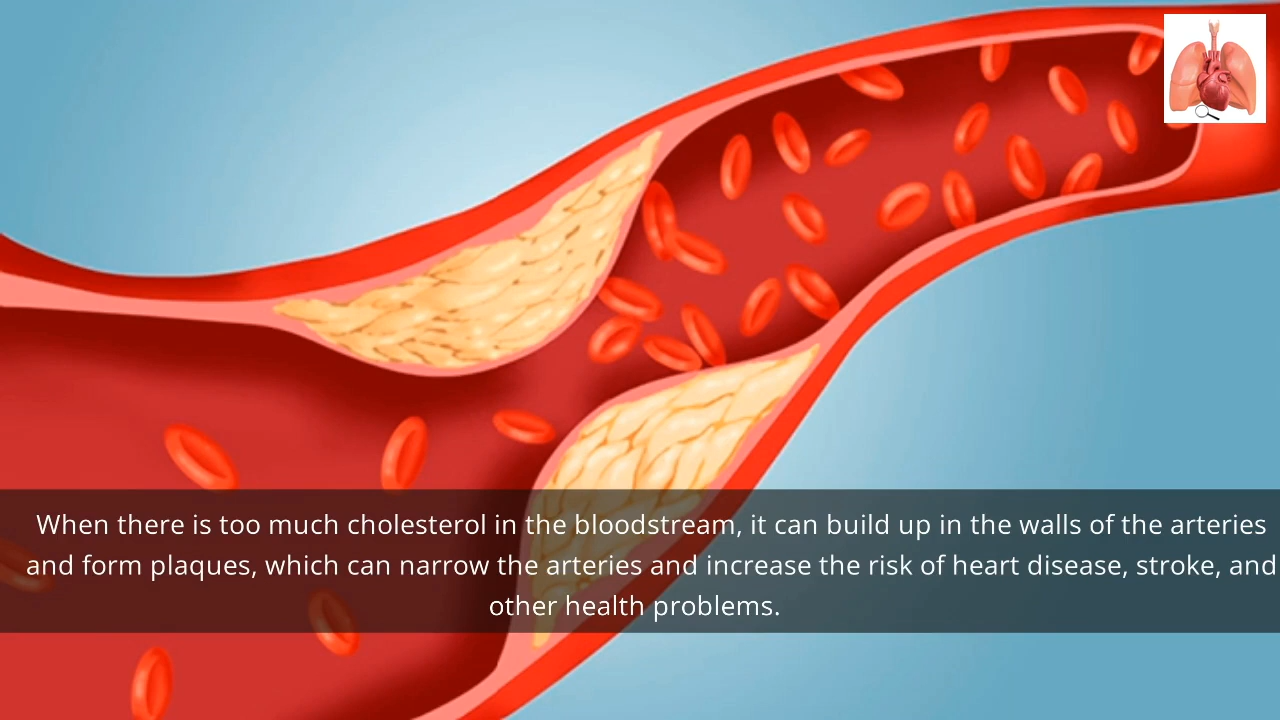 When there is too much cholesterol in the bloodstream, it can build up in the walls of the arteries
and form plaques, which can narrow the arteries and increase the risk of heart disease, stroke, and
other health problems.